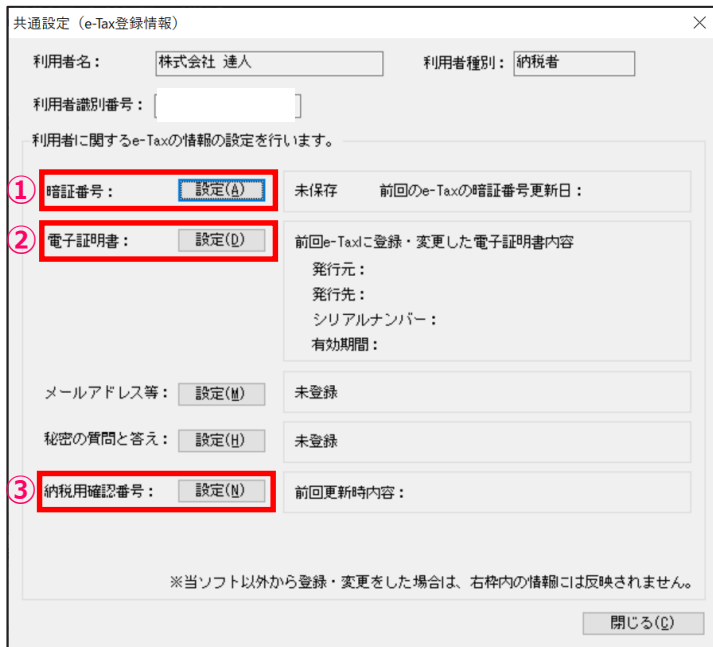 共通設定（e-Tax登録情報）
利用者名： 株式会社 達人 利用者種別： 納税者
利用者識別番号：
利用者に関するe-Taxの情報の設定を行います。
① 暗証番号： 設定(A) 未保存 前回のe-Taxの暗証番号更新日：
② 電子証明書： 設定(D) 前回e-Taxに登録・変更した電子証明書内容
発行元：
発行先：
シリアルナンバー：
有効期間：
メールアドレス等： 設定(M) 未登録
秘密の質問と答え： 設定(H) 未登録
③ 納税用確認番号： 設定(N) 前回更新時内容：
※当ソフト以外から登録・変更をした場合は、右枠内の情報には反映されません。
閉じる(C)